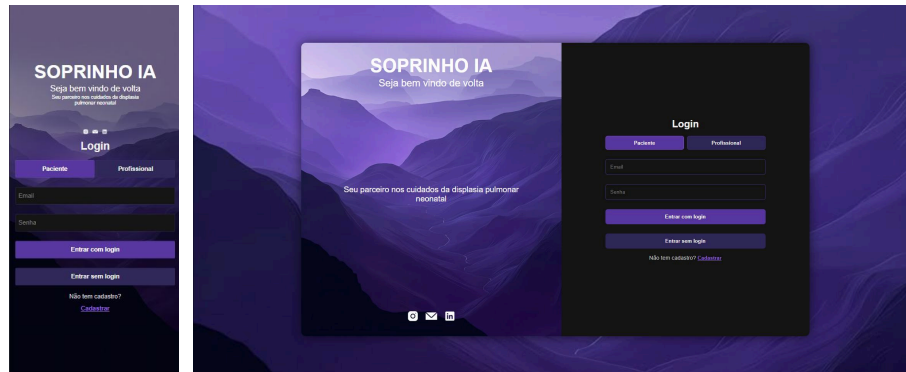 SOPRINHO IA
Seja bem vindo de volta
Seu parceiro nos cuidados da displasia
pulmonar neonatal
Login
Paciente
Profissional
Email
Senha
Entrar com login
Entrar sem login
Não tem cadastro?
Cadastrar
SOPRINHO IA
Seja bem vindo de volta
Seu parceiro nos cuidados da displasia pulmonar
neonatal
Login
Paciente
Profissional
Email
Senha
Entrar com login
Entrar sem login
Não tem cadastro? Cadastrar